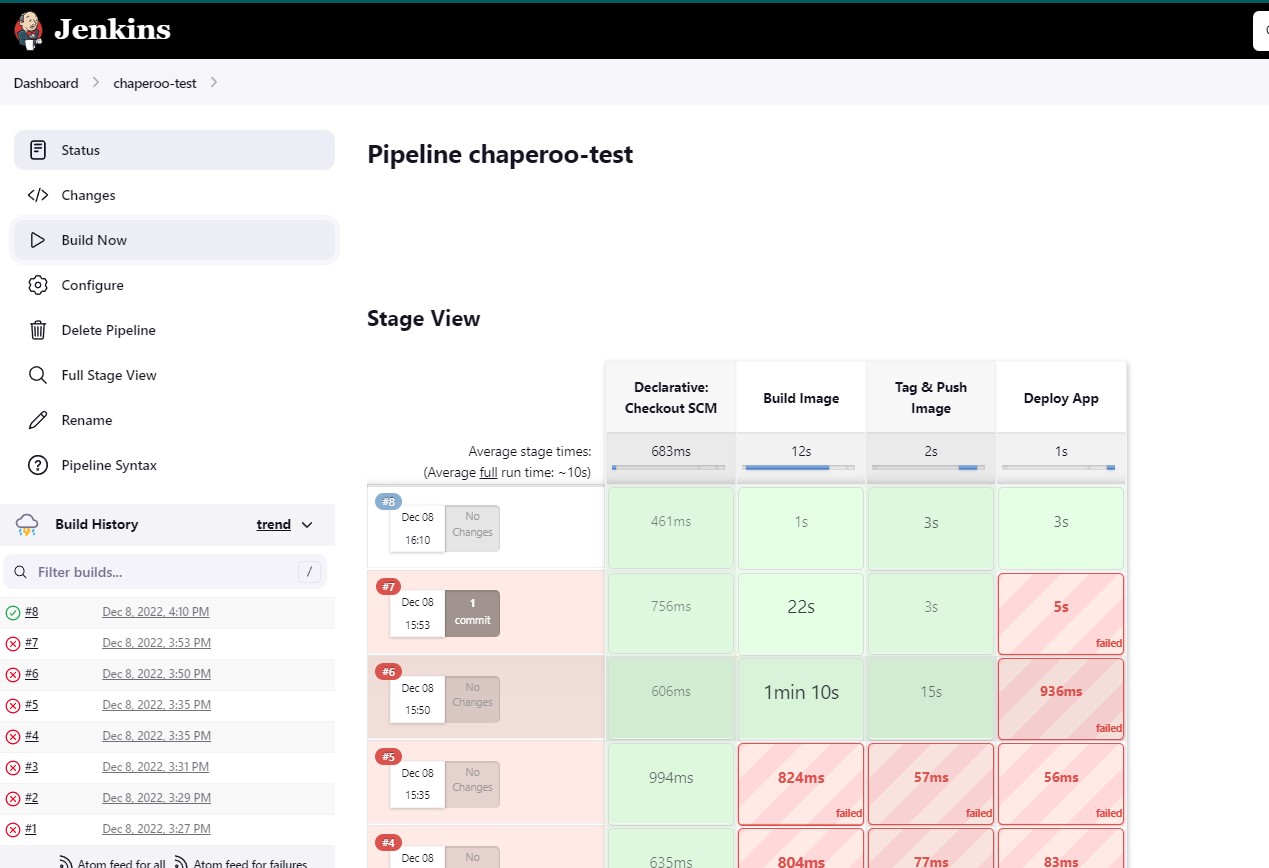 Jenkins
Dashboard
chaperoo-test
Status
Changes
Build Now
Configure
Delete Pipeline
Full Stage View
Rename
Pipeline Syntax
Build History
trend
Filter builds...
/
#8 Dec 8, 2022, 4:10 PM
#7 Dec 8, 2022, 3:53 PM
#6 Dec 8, 2022, 3:50 PM
#5 Dec 8, 2022, 3:35 PM
#4 Dec 8, 2022, 3:35 PM
#3 Dec 8, 2022, 3:31 PM
#2 Dec 8, 2022, 3:29 PM
#1 Dec 8, 2022, 3:27 PM
Atom feed for all Atom feed for failures
Pipeline chaperoo-test
Stage View
Declarative:
Checkout SCM
Build Image
Tag & Push
Image
Deploy App
Average stage times:
(Average full run time: ~10s)
683ms
12s
2s
1s
#8
Dec 08
16:10
No
Changes
461ms
1s
3s
3s
#7
Dec 08
15:53
1
commit
756ms
22s
3s
5s
failed
#6
Dec 08
15:50
No
Changes
606ms
1min 10s
15s
936ms
failed
#5
Dec 08
15:35
No
Changes
994ms
824ms
failed
57ms
failed
56ms
failed
#4
Dec 08
No
635ms
804ms
77ms
83ms